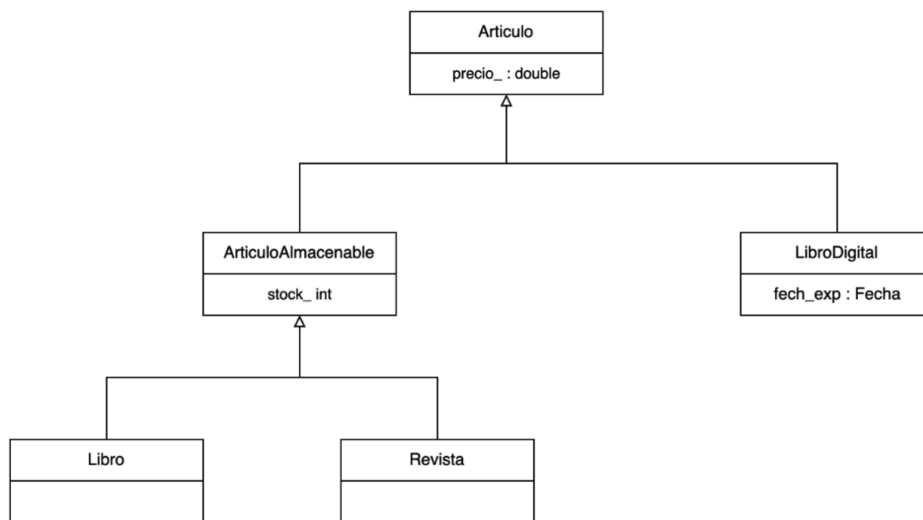 Articulo
precio_ : double
ArticuloAlmacenable
stock_ int
LibroDigital
fech_exp : Fecha
Libro
Revista